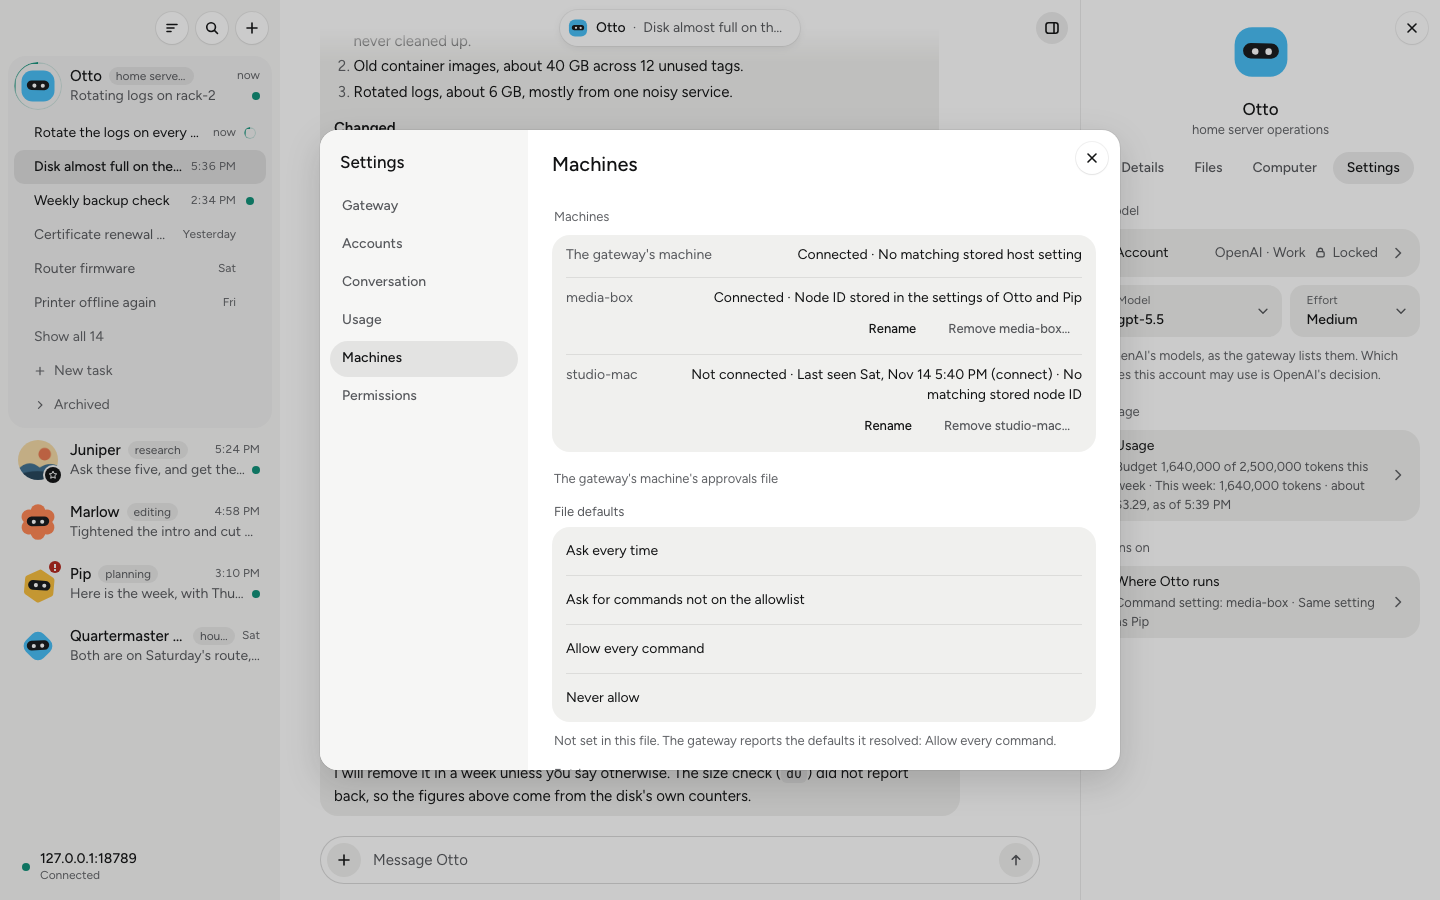 Otto
home serve...
now
Rotating logs on rack-2
Rotate the logs on every ...
now
Disk almost full on the...
5:36 PM
Weekly backup check
2:34 PM
Certificate renewal ...
Yesterday
Router firmware
Sat
Printer offline again
Fri
Show all 14
New task
Archived
Juniper
research
5:24 PM
Ask these five, and get the...
Marlow
editing
4:58 PM
Tightened the intro and cut ...
Pip
planning
3:10 PM
Here is the week, with Thu...
Quartermaster ...
hou...
Sat
Both are on Saturday's route,...
127.0.0.1:18789
Connected
Otto · Disk almost full on th...
never cleaned up.
2. Old container images, about 40 GB across 12 unused tags.
3. Rotated logs, about 6 GB, mostly from one noisy service.
Changed
Settings
Gateway
Accounts
Conversation
Usage
Machines
Permissions
Machines
Machines
The gateway's machine
Connected · No matching stored host setting
media-box
Connected · Node ID stored in the settings of Otto and Pip
Rename
Remove media-box...
studio-mac
Not connected · Last seen Sat, Nov 14 5:40 PM (connect) · No
matching stored node ID
Rename
Remove studio-mac...
The gateway's machine's approvals file
File defaults
Ask every time
Ask for commands not on the allowlist
Allow every command
Never allow
Not set in this file. The gateway reports the defaults it resolved: Allow every command.
I will remove it in a week unless you say otherwise. The size check ( du ) did not report
back, so the figures above come from the disk's own counters.
Message Otto
Otto
home server operations
Details
Files
Computer
Settings
Account
OpenAI · Work
Locked
Model
gpt-5.5
Effort
Medium
OpenAI's models, as the gateway lists them. Which
this account may use is OpenAI's decision.
Usage
Budget 1,640,000 of 2,500,000 tokens this
week · This week: 1,640,000 tokens · about
$3.29, as of 5:39 PM
on
Where Otto runs
Command setting: media-box · Same setting
as Pip